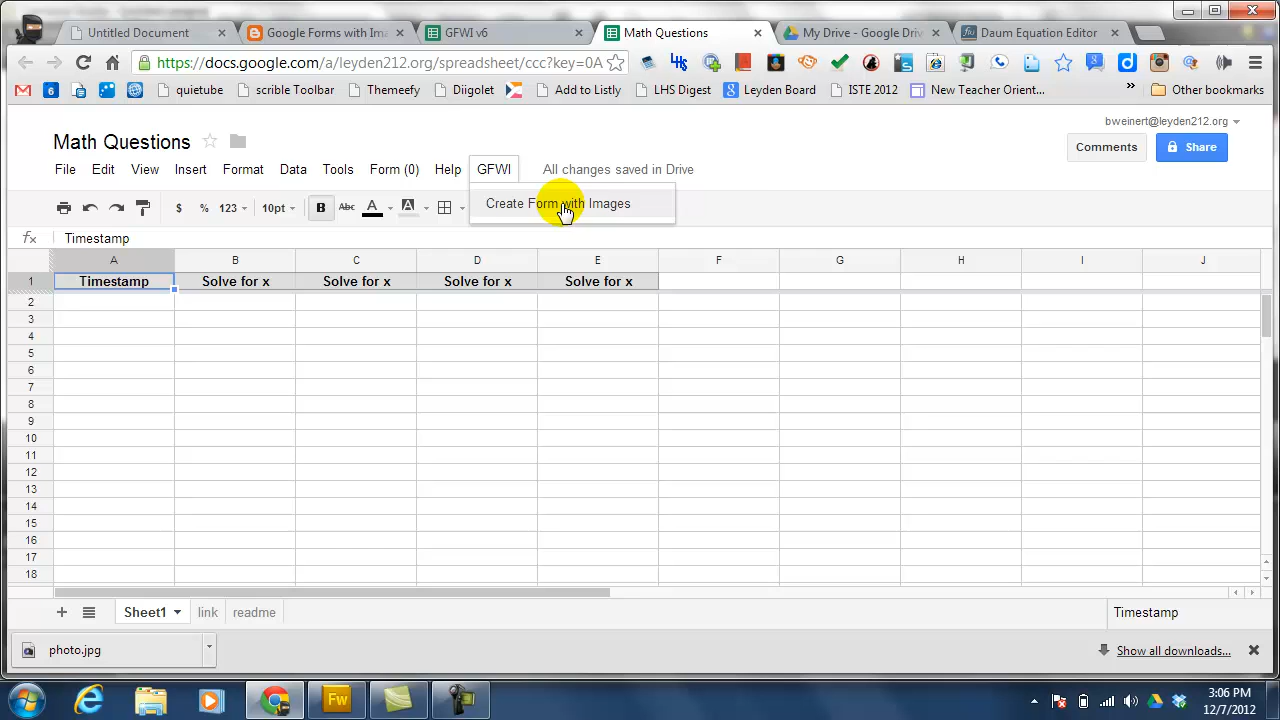 Untitled Document
Google Forms with Ima
GFWI v6
Math Questions
My Drive - Google Driv
Daum Equation Editor
https://docs.google.com/a/leyden212.org/spreadsheet/ccc?key=0A
quietube
scribble Toolbar
Themeefy
Diigolet
Add to Listly
LHS Digest
Leyden Board
ISTE 2012
New Teacher Orient...
»
Other bookmarks
bweinert@leyden212.org
Math Questions
Comments
Share
File Edit View Insert Format Data Tools Form (0) Help GFWI All changes saved in Drive
$ % 123 10pt B Abc A A
Create Form with Images
fx Timestamp
A B C D E F G H I J
1 Timestamp Solve for x Solve for x Solve for x Solve for x
2
3
4
5
6
7
8
9
10
11
12
13
14
15
16
17
18
+ Sheet1 link readme Timestamp
photo.jpg Show all downloads...
Fw
3:06 PM
12/7/2012